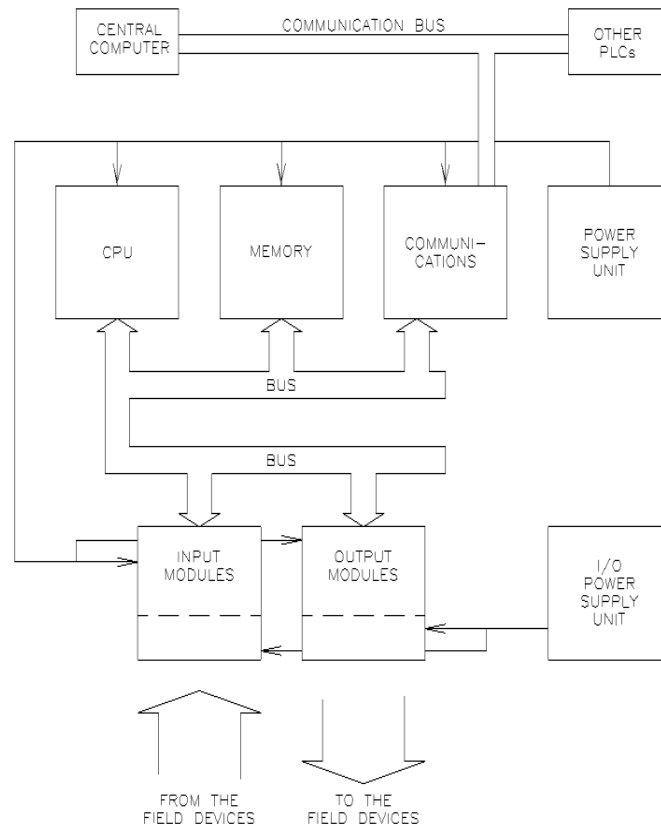 CENTRAL
COMPUTER
COMMUNICATION BUS
OTHER
PLCs
CPU
MEMORY
COMMUNI-
CATIONS
POWER
SUPPLY
UNIT
BUS
BUS
INPUT
MODULES
OUTPUT
MODULES
I/O
POWER
SUPPLY
UNIT
FROM THE
FIELD DEVICES
TO THE
FIELD DEVICES